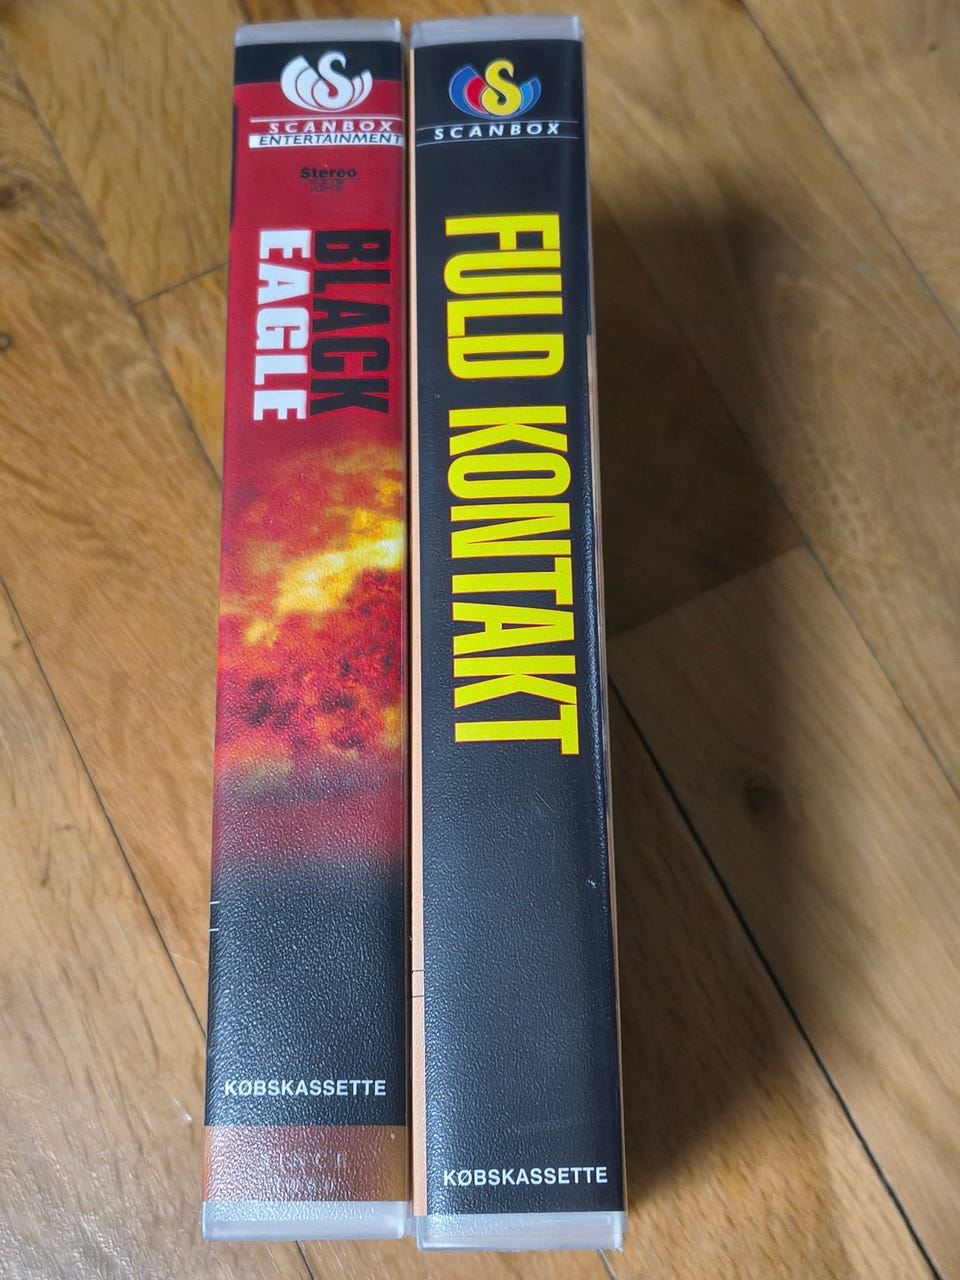 SCANBOX
ENTERTAINMENT
Stereo
BLACK
EAGLE
KØBSKASSETTE
SCANBOX
FULD KONTAKT
KØBSKASSETTE